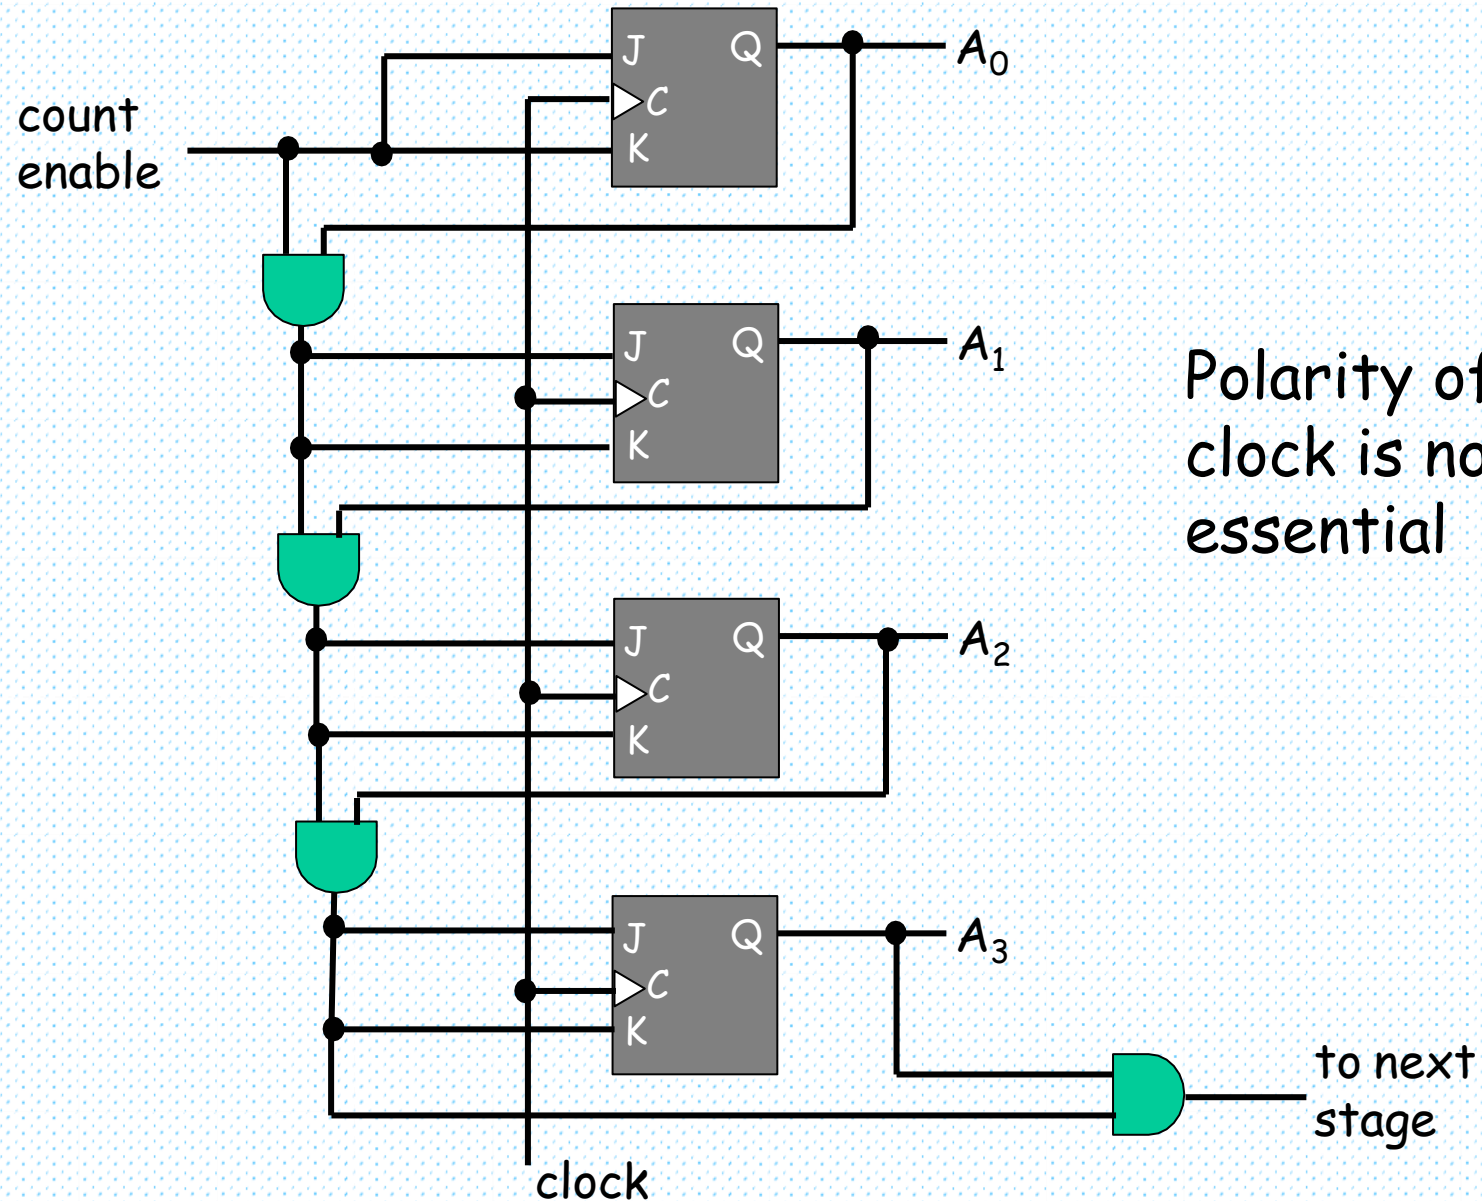 J Q A0
C
K
count
enable
J Q A1
C
K
Polarity of
clock is no
essential
J Q A2
C
K
J Q A3
C
K
to next
stage
clock